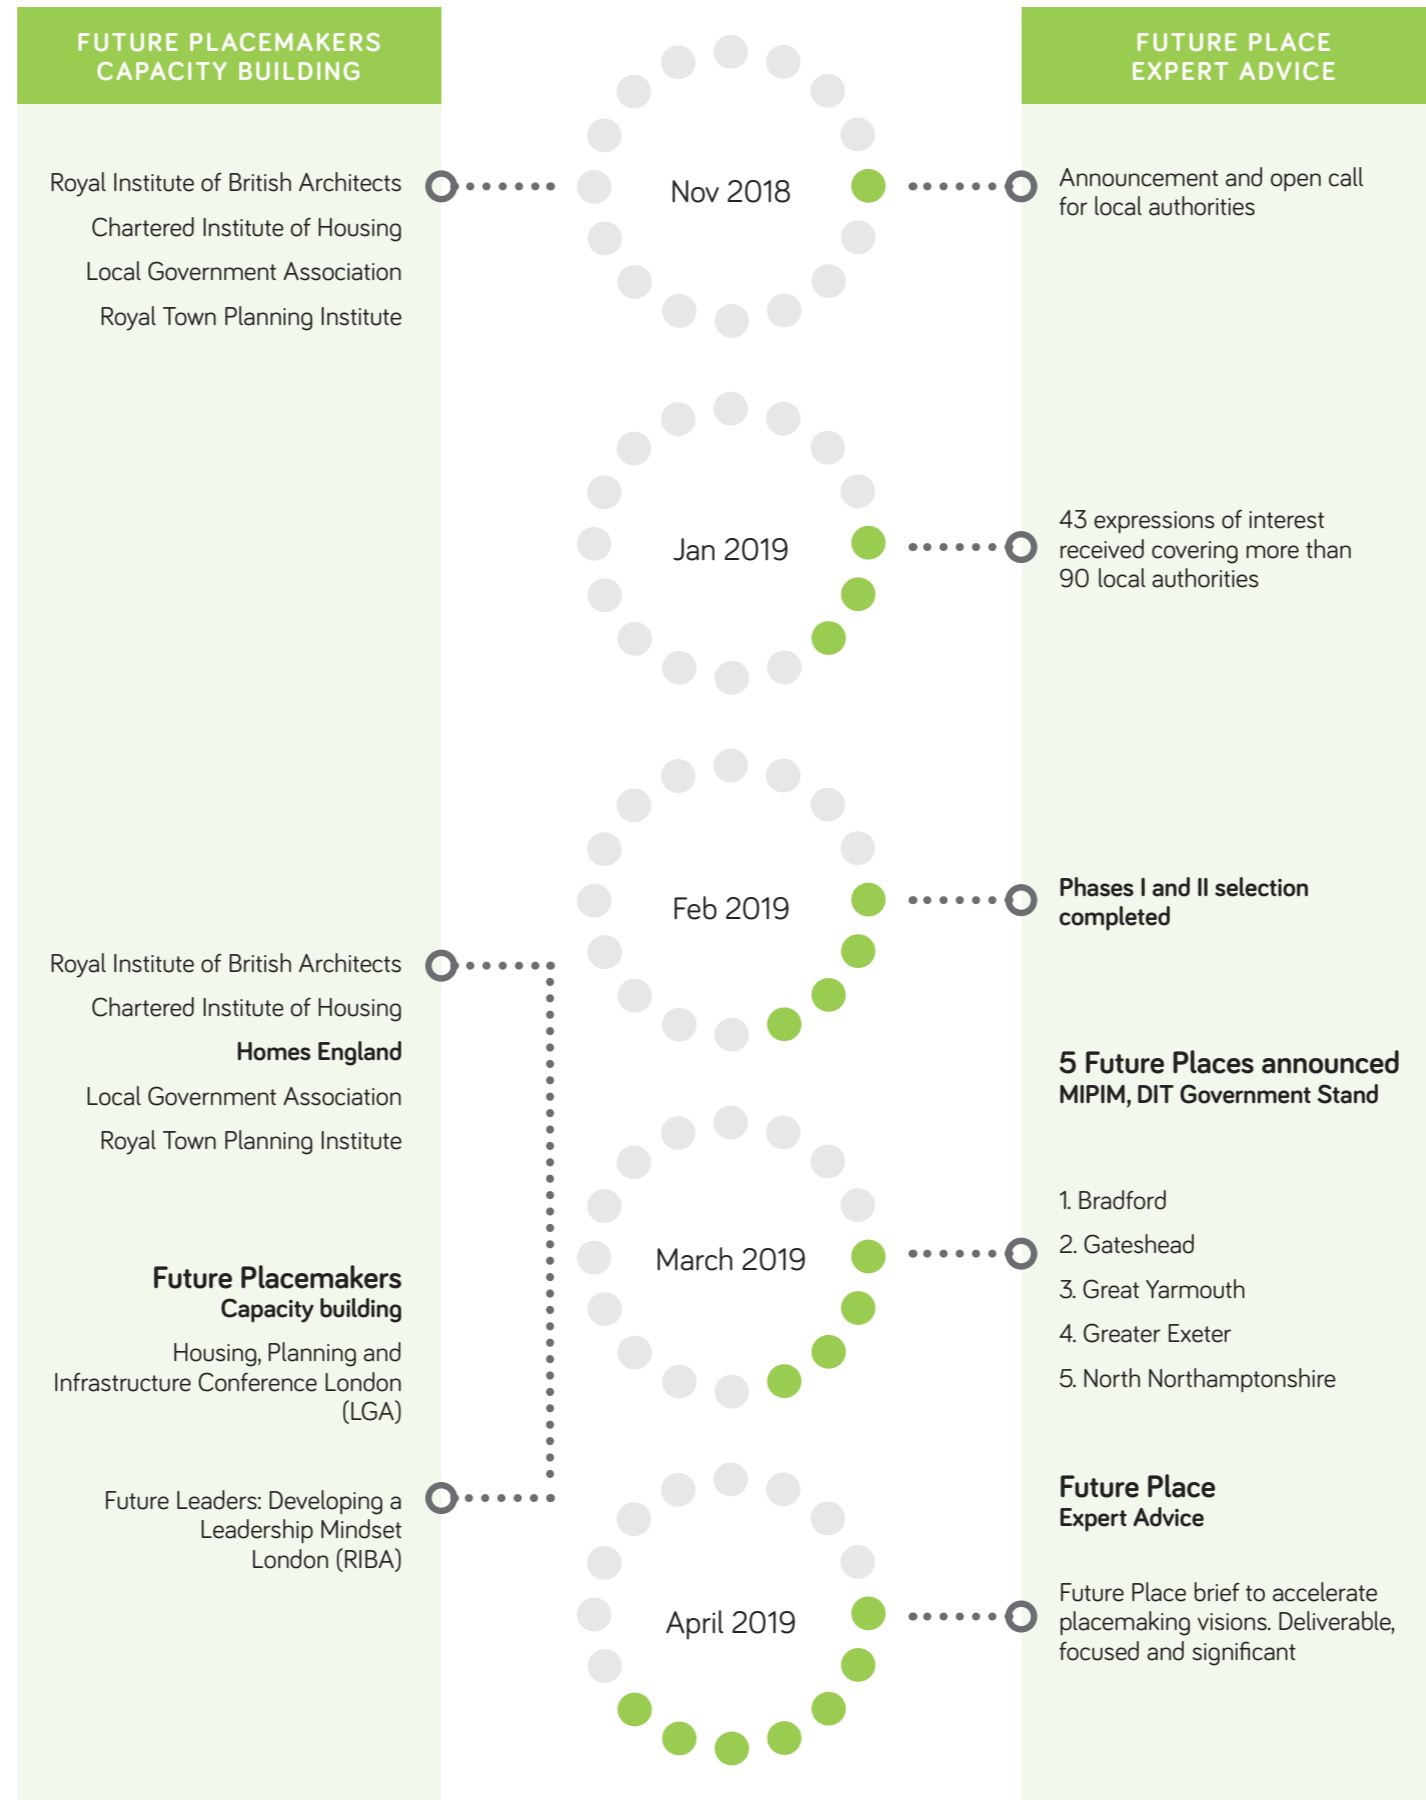 FUTURE PLACEMAKERS
CAPACITY BUILDING
Royal Institute of British Architects
Chartered Institute of Housing
Local Government Association
Royal Town Planning Institute
Royal Institute of British Architects
Chartered Institute of Housing
Homes England
Local Government Association
Royal Town Planning Institute
Future Placemakers
Capacity building
Housing, Planning and
Infrastructure Conference London
(LGA)
Future Leaders: Developing a
Leadership Mindset
London (RIBA)
Nov 2018
Jan 2019
Feb 2019
March 2019
April 2019
FUTURE PLACE
EXPERT ADVICE
Announcement and open call
for local authorities
43 expressions of interest
received covering more than
90 local authorities
Phases I and II selection
completed
5 Future Places announced
MIPIM, DIT Government Stand
1. Bradford
2. Gateshead
3. Great Yarmouth
4. Greater Exeter
5. North Northamptonshire
Future Place
Expert Advice
Future Place brief to accelerate
placemaking visions. Deliverable,
focused and significant